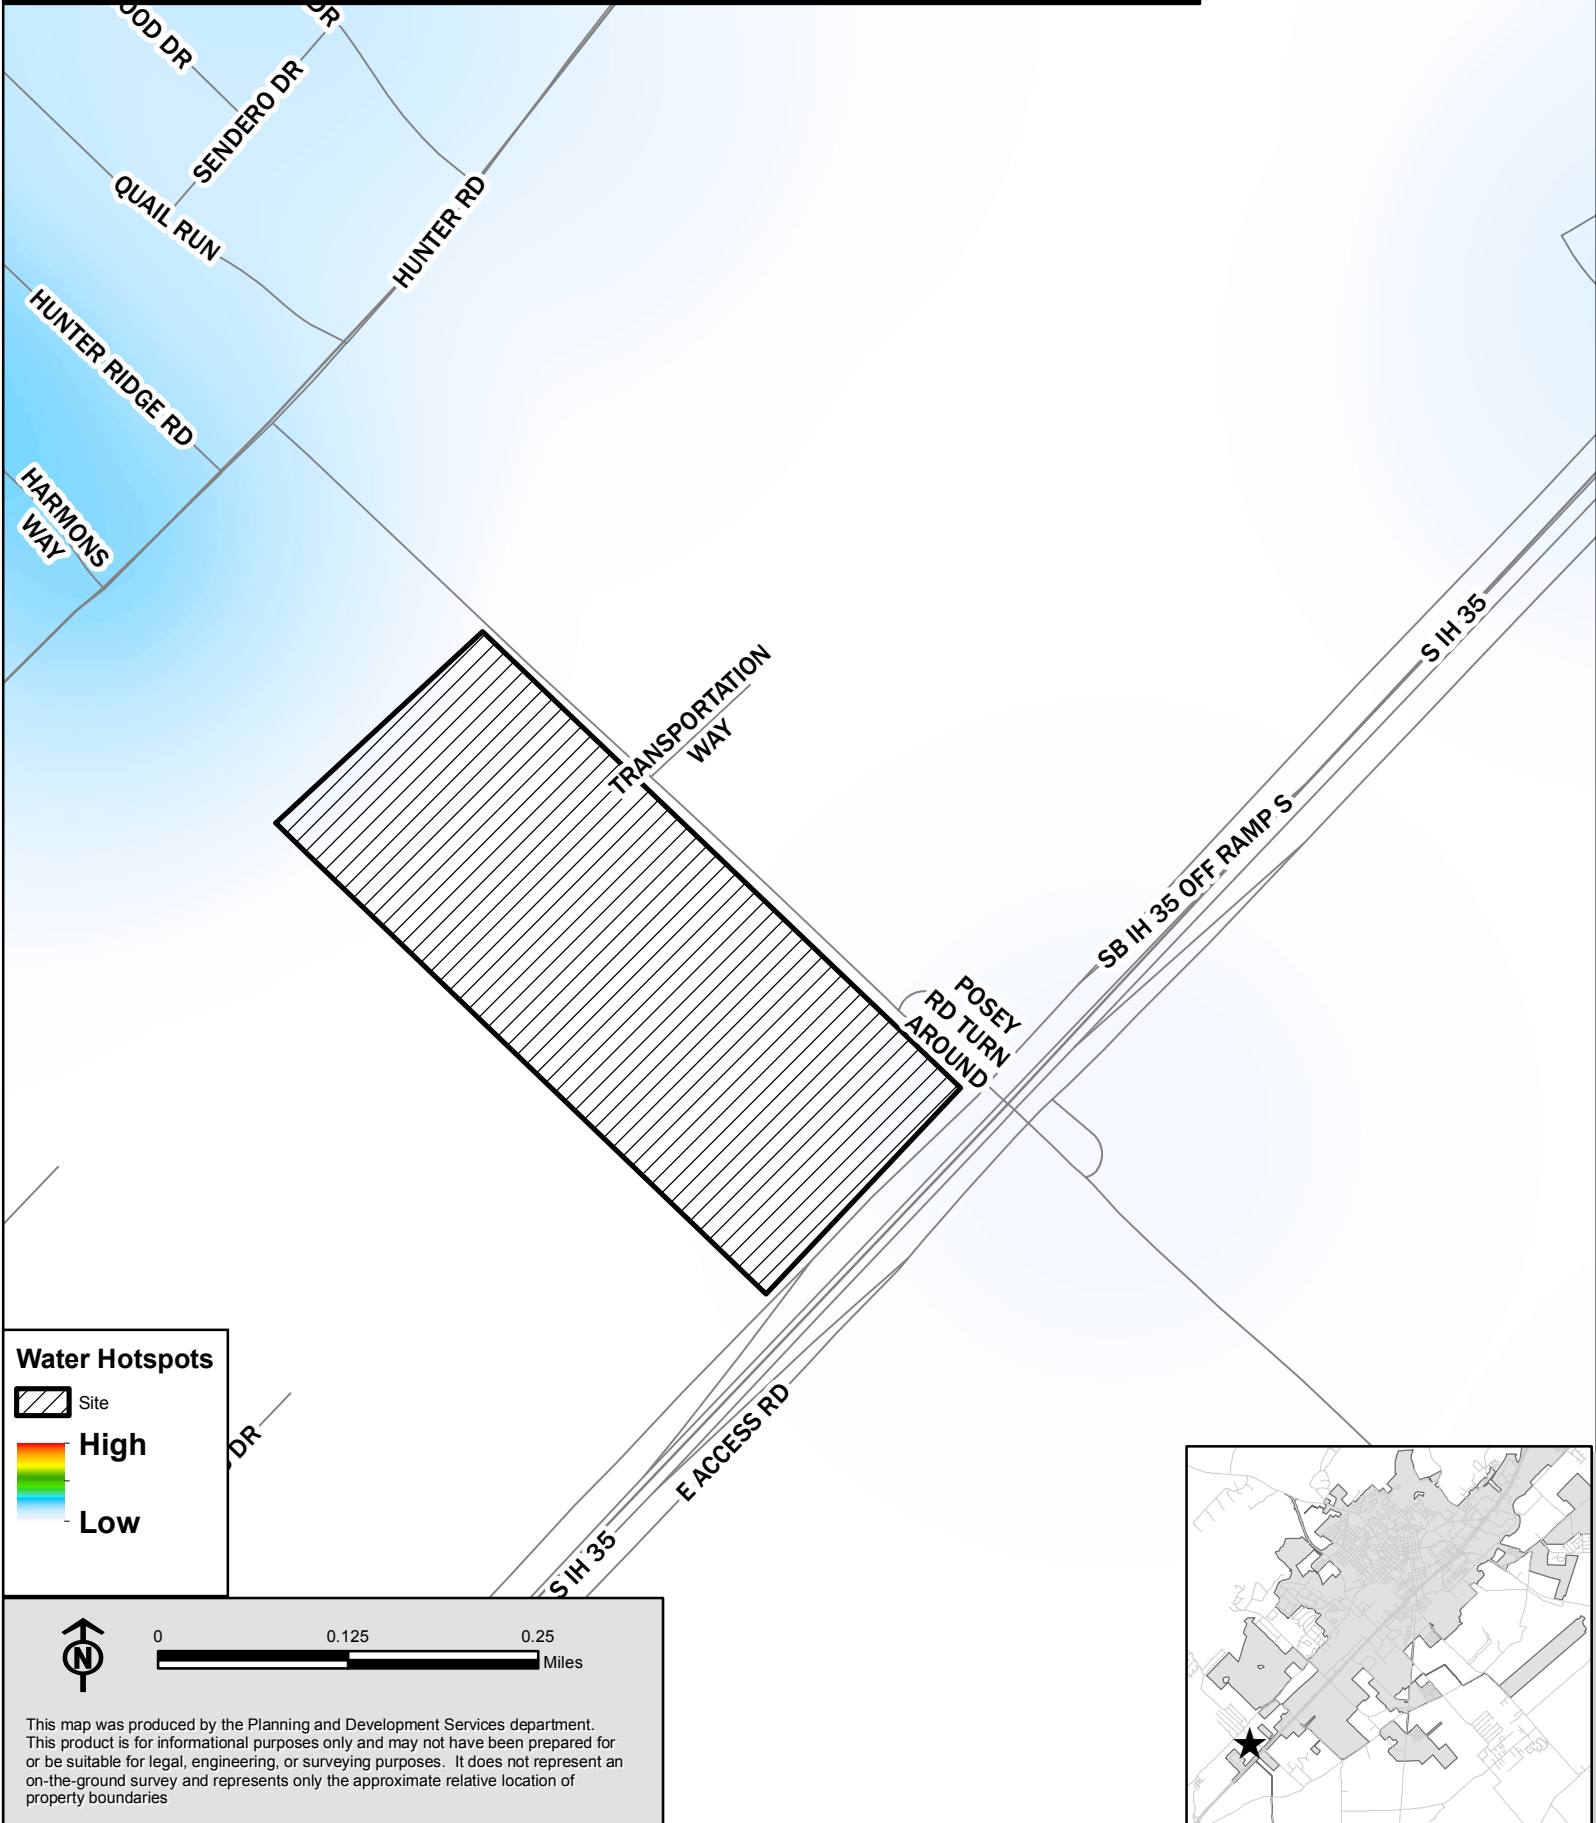 OOD DR
DR
SENDERO DR
QUAIL RUN
HUNTER RD
HUNTER RIDGE RD
HARMONS
WAY
TRANSPORTATION
WAY
S IH 35
SB IH 35 OFF RAMP S
POSEY
RD TURN
AROUND
E ACCESS RD
S IH 35
DR
Water Hotspots
Site
High
Low
N
0 0.125 0.25
Miles
This map was produced by the Planning and Development Services department.
This product is for informational purposes only and may not have been prepared for
or be suitable for legal, engineering, or surveying purposes. It does not represent an
on-the-ground survey and represents only the approximate relative location of
property boundaries